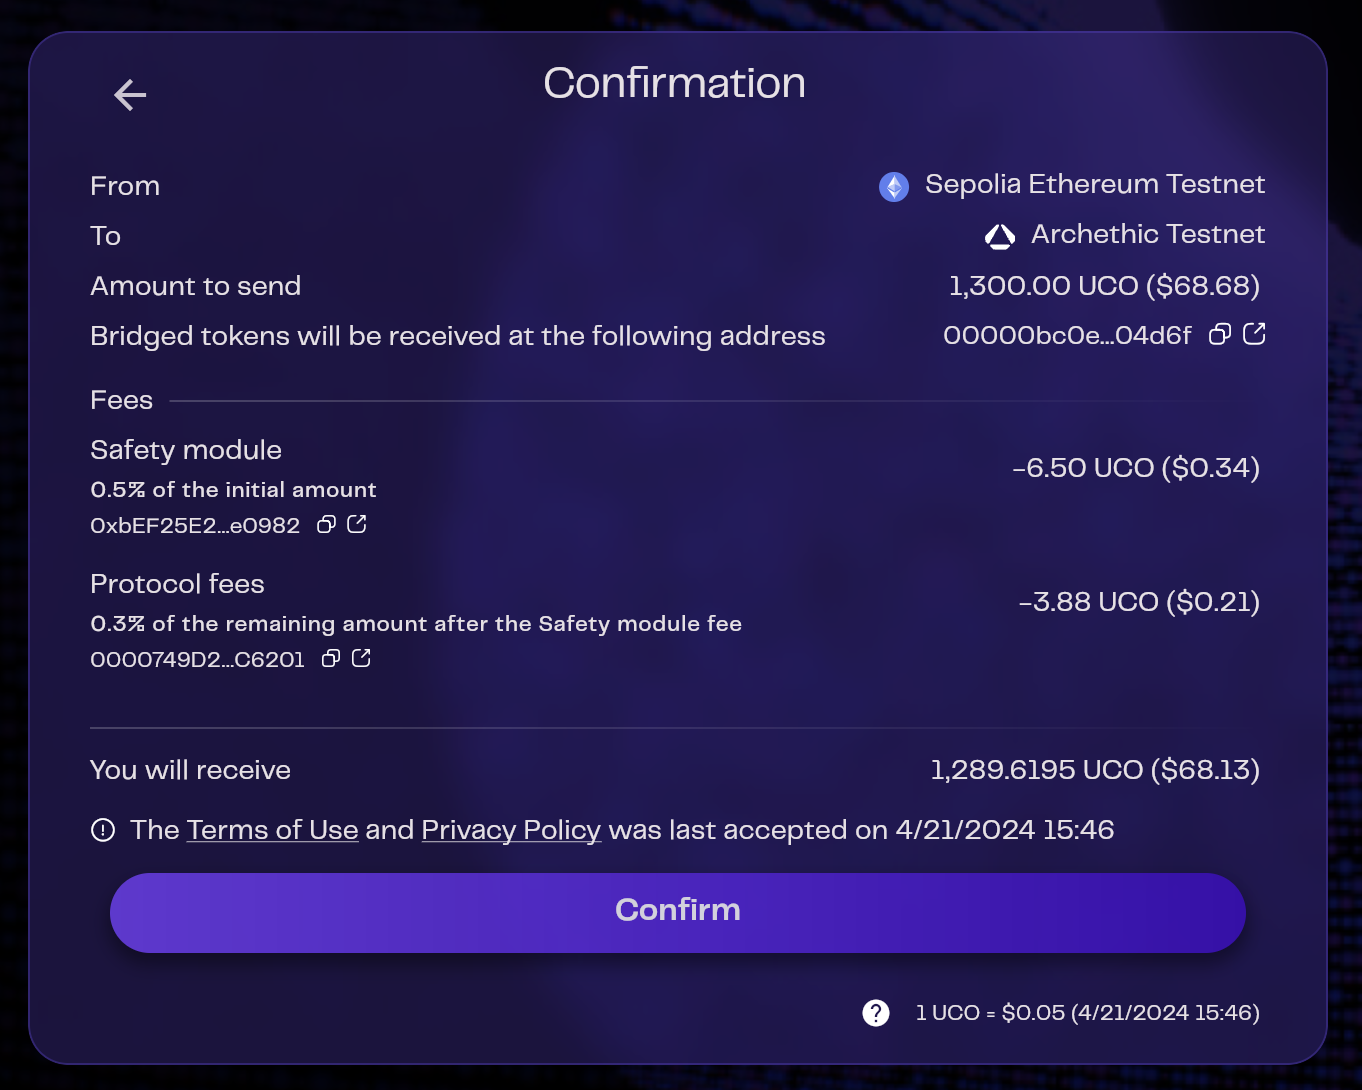 Confirmation
From Sepolia Ethereum Testnet
To Archethic Testnet
Amount to send 1,300.00 UCO ($68.68)
Bridged tokens will be received at the following address 00000bc0e...04d6f
Fees
Safety module
-6.50 UCO ($0.34)
0.5% of the initial amount
0xbEF25E2...e0982
Protocol fees
-3.88 UCO ($0.21)
0.3% of the remaining amount after the Safety module fee
0000749D2...C6201
You will receive 1,289.6195 UCO ($68.13)
The Terms of Use and Privacy Policy was last accepted on 4/21/2024 15:46
Confirm
1 UCO = $0.05 (4/21/2024 15:46)